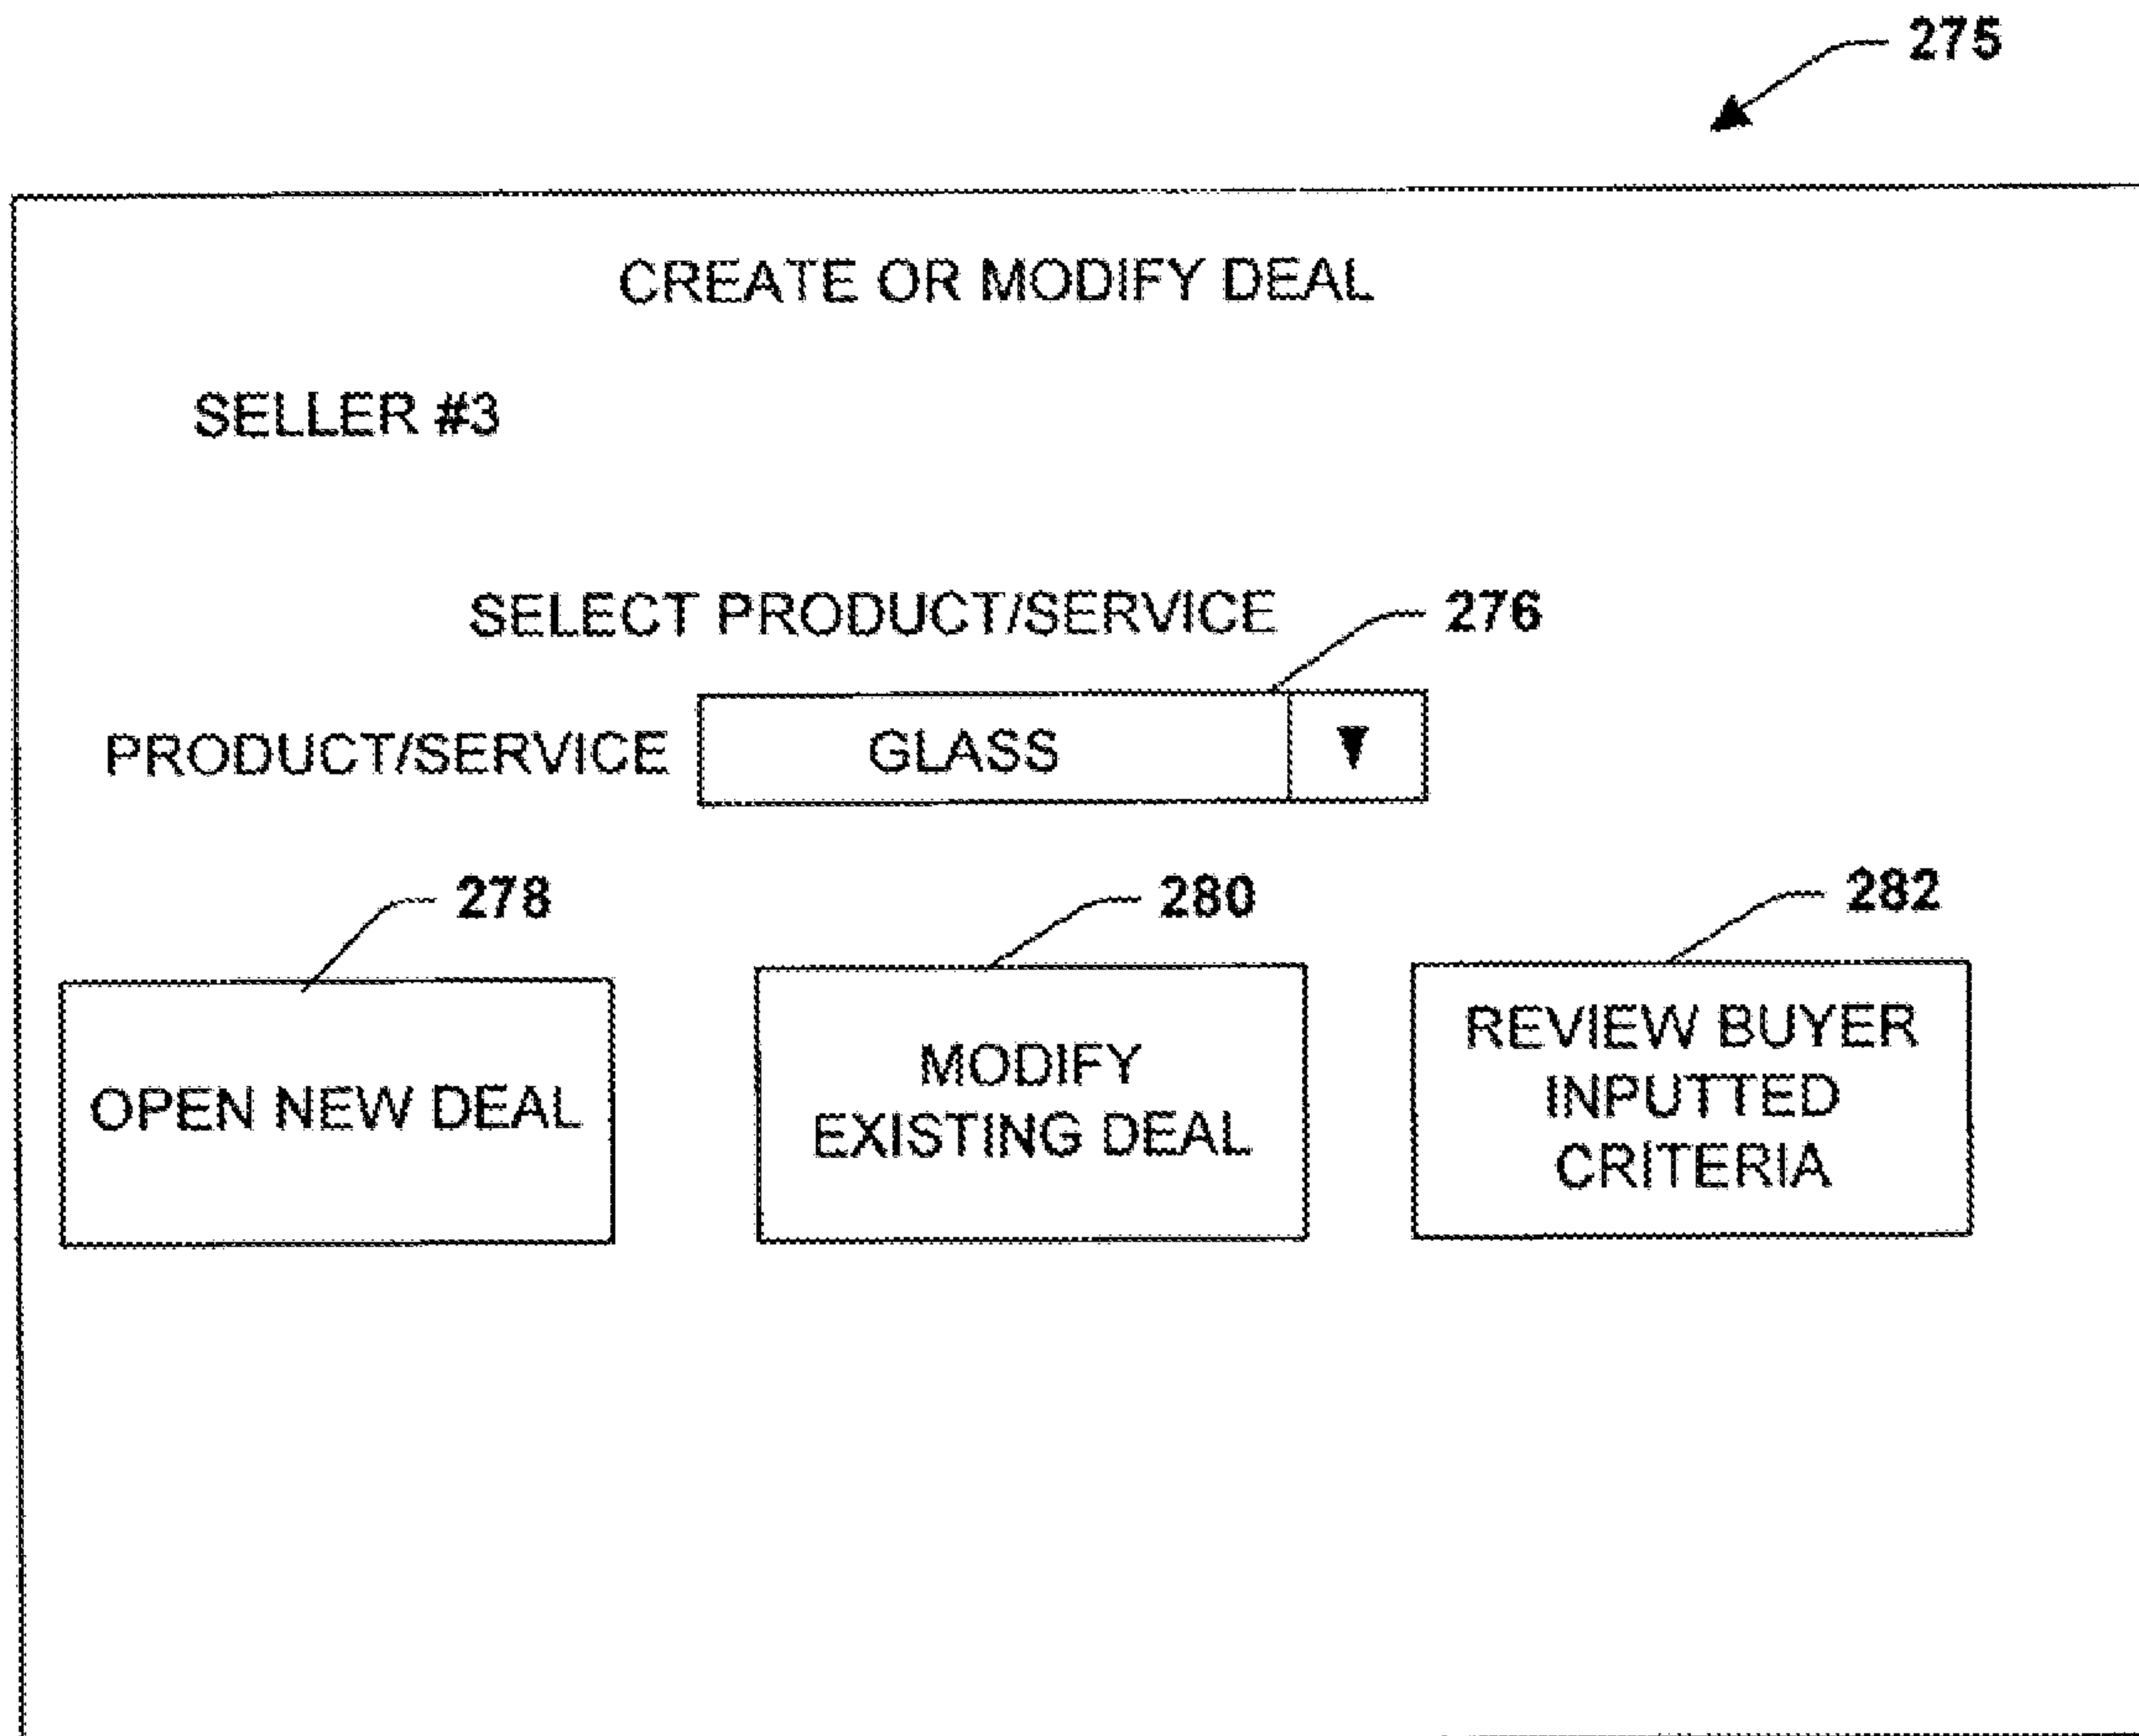 275
CREATE OR MODIFY DEAL
SELLER #3
SELECT PRODUCT/SERVICE
276
PRODUCT/SERVICE
GLASS
278
280
282
OPEN NEW DEAL
MODIFY
EXISTING DEAL
REVIEW BUYER
INPUTTED
CRITERIA